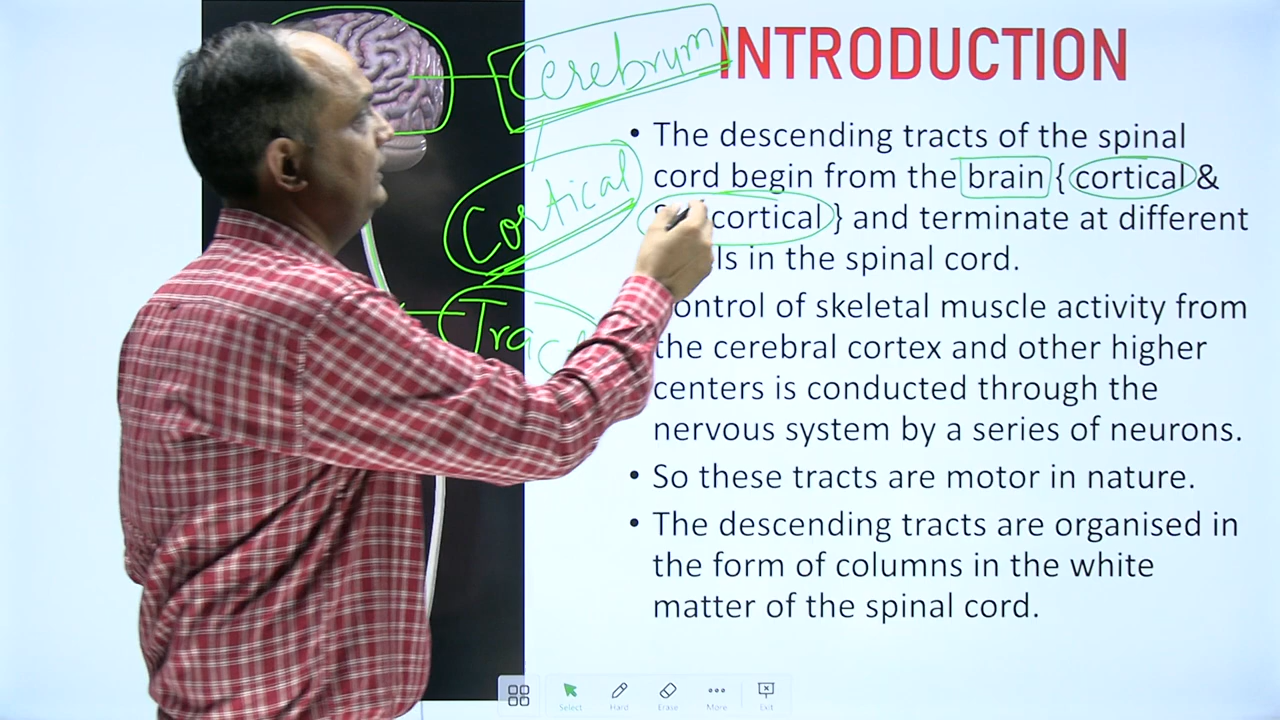 INTRODUCTION
Cerebrum
• The descending tracts of the spinal
cord begin from the brain { cortical &
cortical } and terminate at different
in the spinal cord.
Cortical
• Control of skeletal muscle activity from
the cerebral cortex and other higher
centers is conducted through the
nervous system by a series of neurons.
• So these tracts are motor in nature.
• The descending tracts are organised in
the form of columns in the white
matter of the spinal cord.
Select Hard Erase More Exit